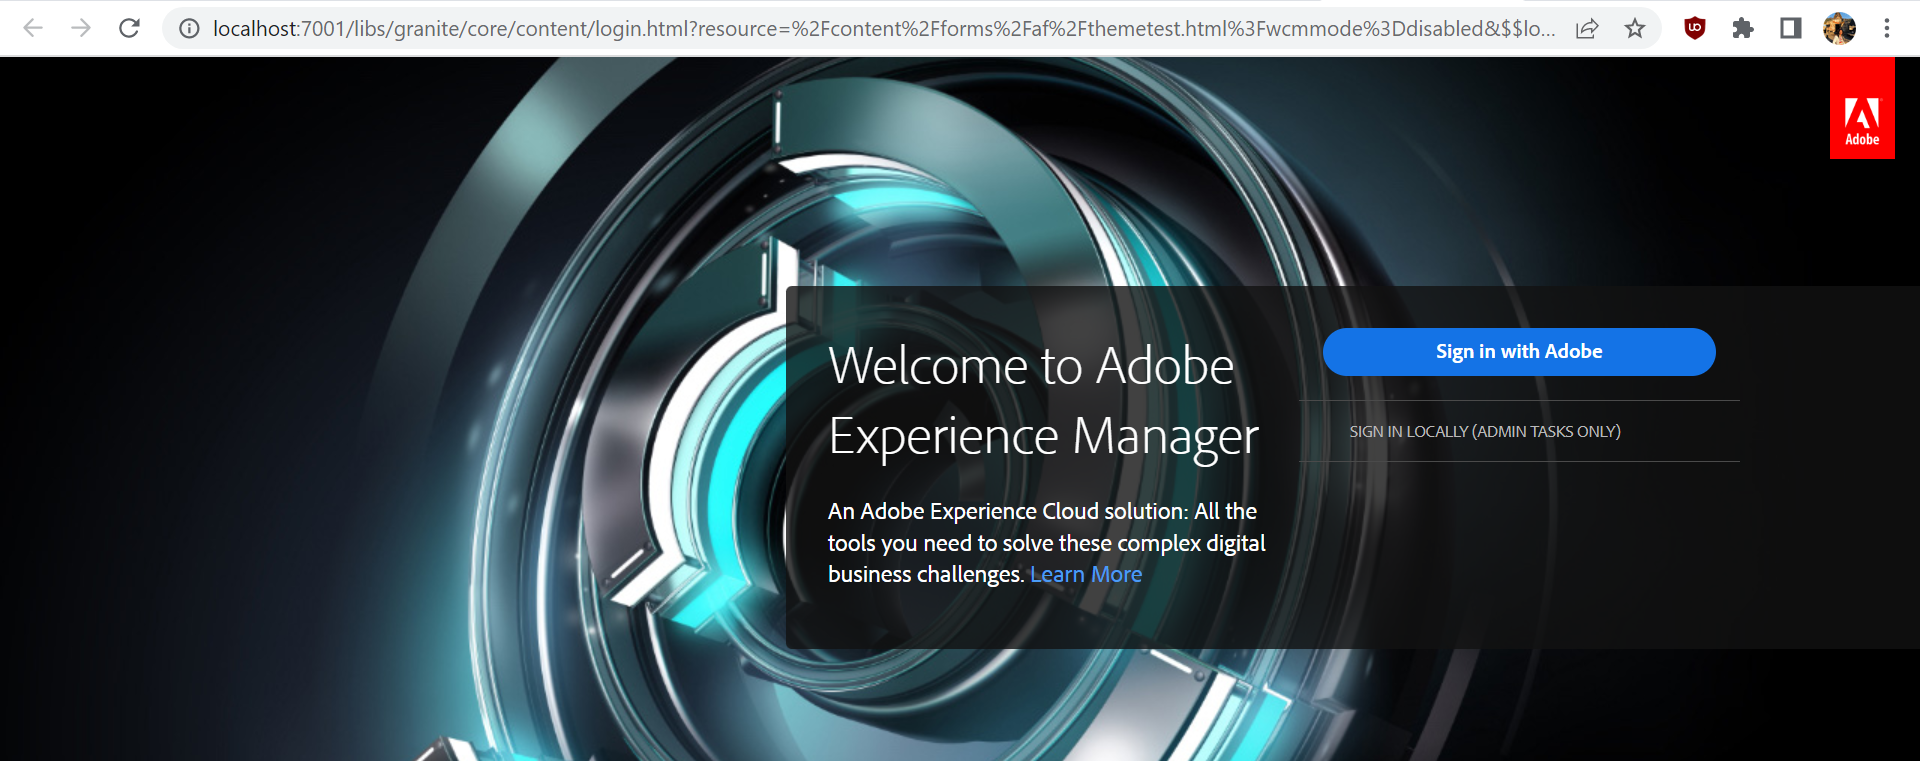 localhost:7001/libs/granite/core/content/login.html?resource=%2Fcontent%2Fforms%2Faf%2Fthemetest.html%3Fwcmmode%3Ddisabled&$$lo...
Adobe
Welcome to Adobe
Experience Manager
An Adobe Experience Cloud solution: All the
tools you need to solve these complex digital
business challenges. Learn More
Sign in with Adobe
SIGN IN LOCALLY (ADMIN TASKS ONLY)